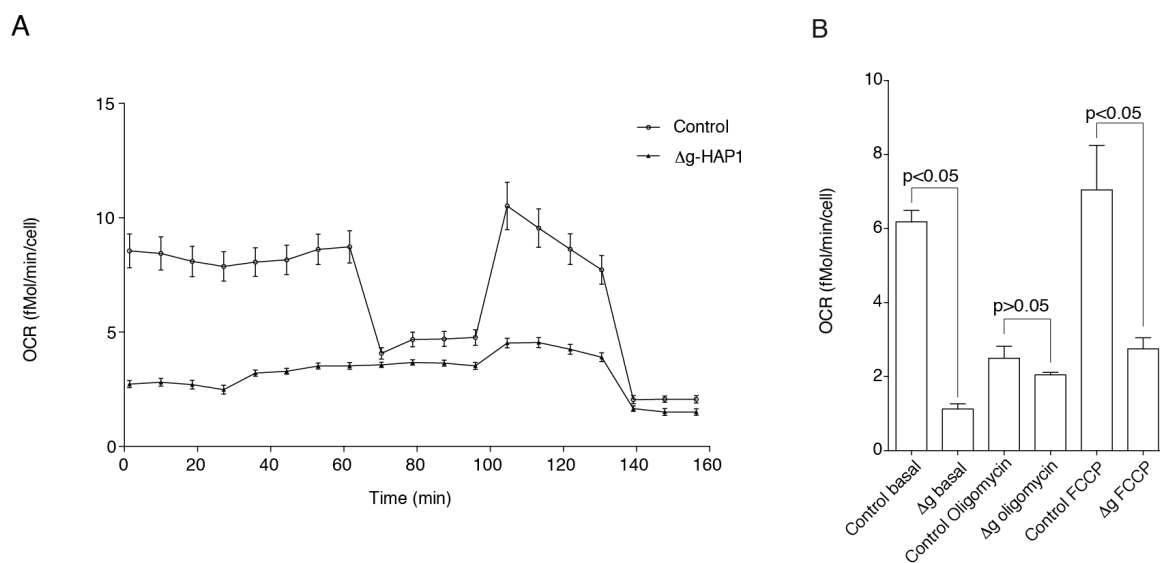 A
15
10
5
0
OCR (fMol/min/cell)
0 20 40 60 80 100 120 140 160
Time (min)
Control
Δg-HAP1
B
10
8
6
4
2
0
OCR (fMol/min/cell)
p<0.05
p>0.05
p<0.05
Control basal
Δg basal
Control Oligomycin
Δg oligomycin
Control FCCP
Δg FCCP